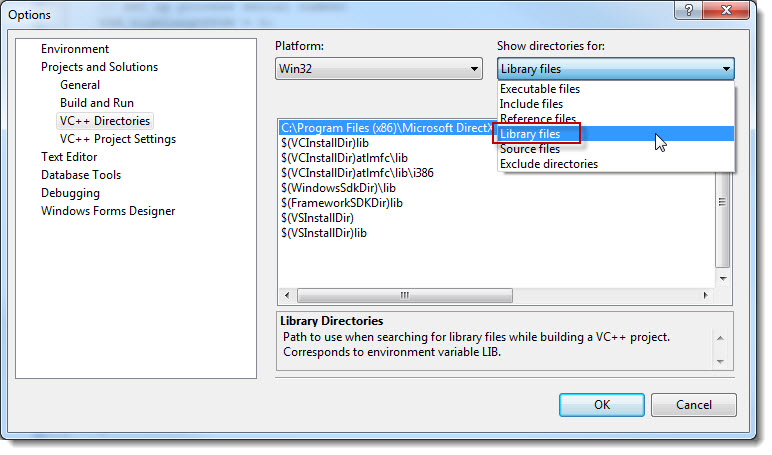 Options
Environment
Projects and Solutions
General
Build and Run
VC++ Directories
VC++ Project Settings
Text Editor
Database Tools
Debugging
Windows Forms Designer
Platform:
Win32
Show directories for:
Library files
Executable files
Include files
Reference files
Library files
Source files
Exclude directories
C:\Program Files (x86)\Microsoft DirectX
$(VCInstallDir)lib
$(VCInstallDir)atlmfc\lib
$(VCInstallDir)atlmfc\lib\i386
$(WindowsSdkDir)\lib
$(FrameworkSDKDir)lib
$(VSInstallDir)
$(VSInstallDir)lib
Library Directories
Path to use when searching for library files while building a VC++ project.
Corresponds to environment variable LIB.
OK
Cancel